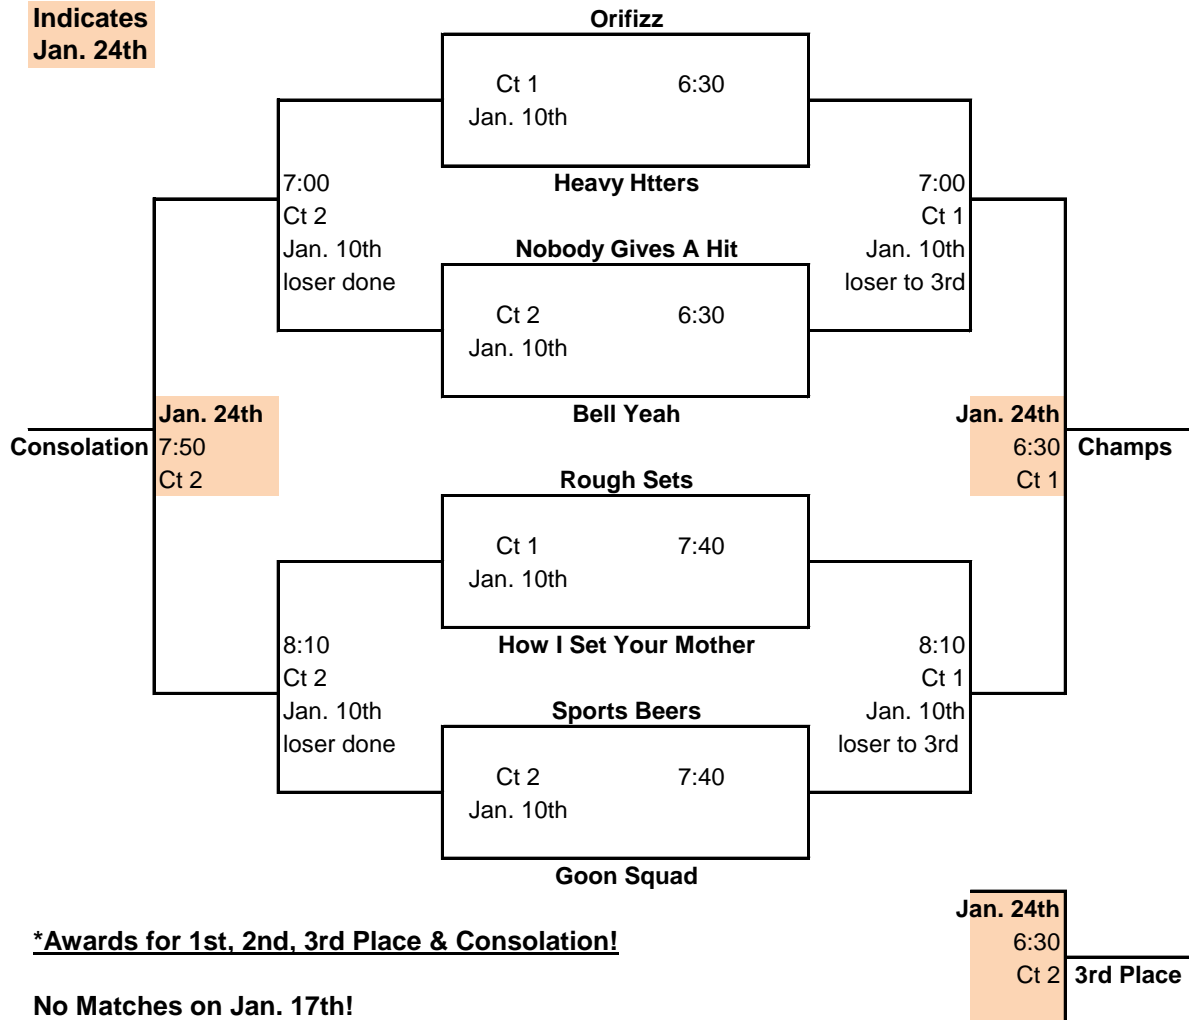 Indicates
Jan. 24th
Orifizz
Ct 1 6:30
Jan. 10th
Heavy Htters
7:00
Ct 2
Jan. 10th
loser done
7:00
Ct 1
Jan. 10th
loser to 3rd
Nobody Gives A Hit
Ct 2 6:30
Jan. 10th
Bell Yeah
Consolation
Jan. 24th
7:50
Ct 2
Jan. 24th
6:30
Ct 1
Champs
Rough Sets
Ct 1 7:40
Jan. 10th
How I Set Your Mother
8:10
Ct 2
Jan. 10th
loser done
8:10
Ct 1
Jan. 10th
loser to 3rd
Sports Beers
Ct 2 7:40
Jan. 10th
Goon Squad
Jan. 24th
6:30
Ct 2
3rd Place
*Awards for 1st, 2nd, 3rd Place & Consolation!
No Matches on Jan. 17th!